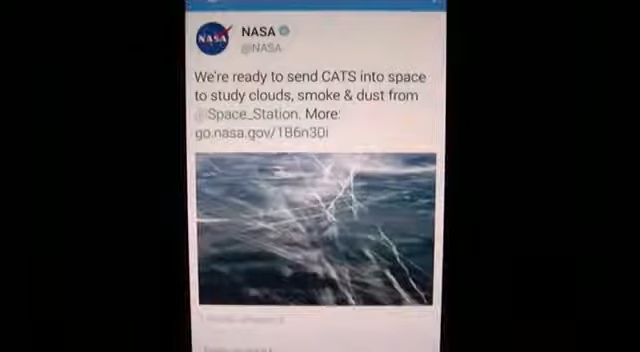 NASA
NASA
@NASA
We're ready to send CATS into space
to study clouds, smoke & dust from
@Space_Station. More:
go.nasa.gov/1B6n30i